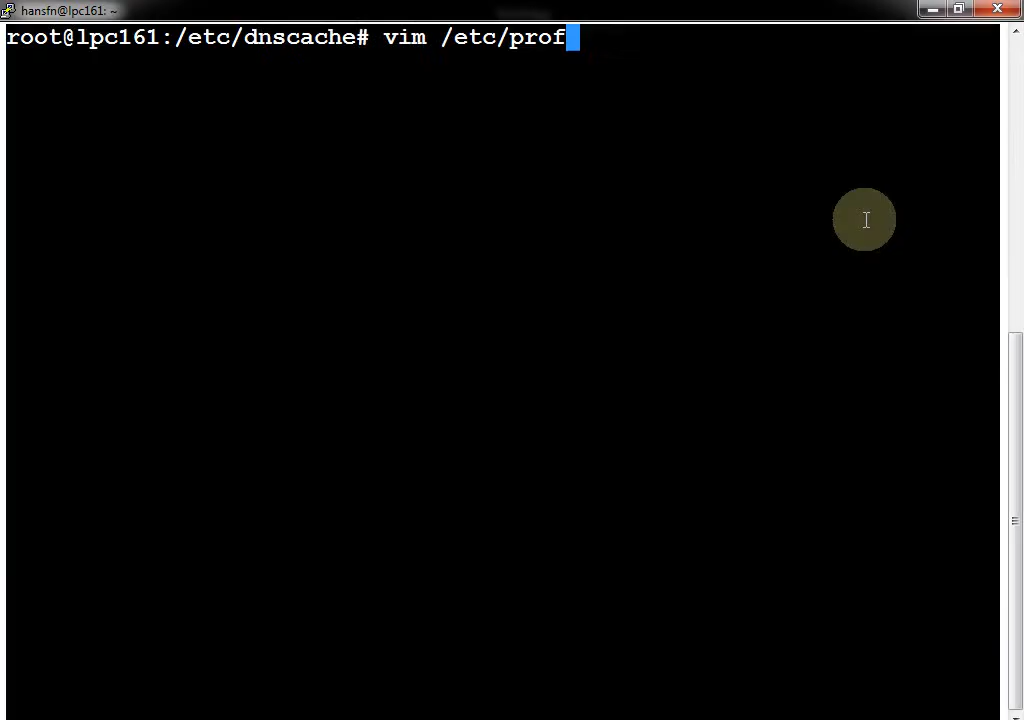 hansfn@lpc161: ~
root@lpc161:/etc/dnscache# vim /etc/prof